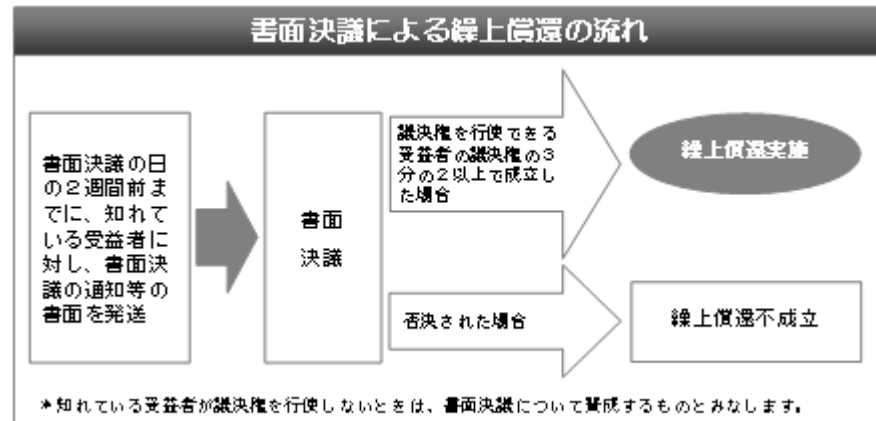 書面決議による繰上償還の流れ
書面決議の日
の2週間前ま
でに、知れて
いる受益者に
対し、書面決
議の通知等の
書面を発送
書面
決議
議決権を行使できる
受益者の議決権の3
分の2以上で成立し
た場合
繰上償還実施
否決された場合
繰上償還不成立
*知れている受益者が議決権を行使しないときは、書面決議について賛成するものとみなします。